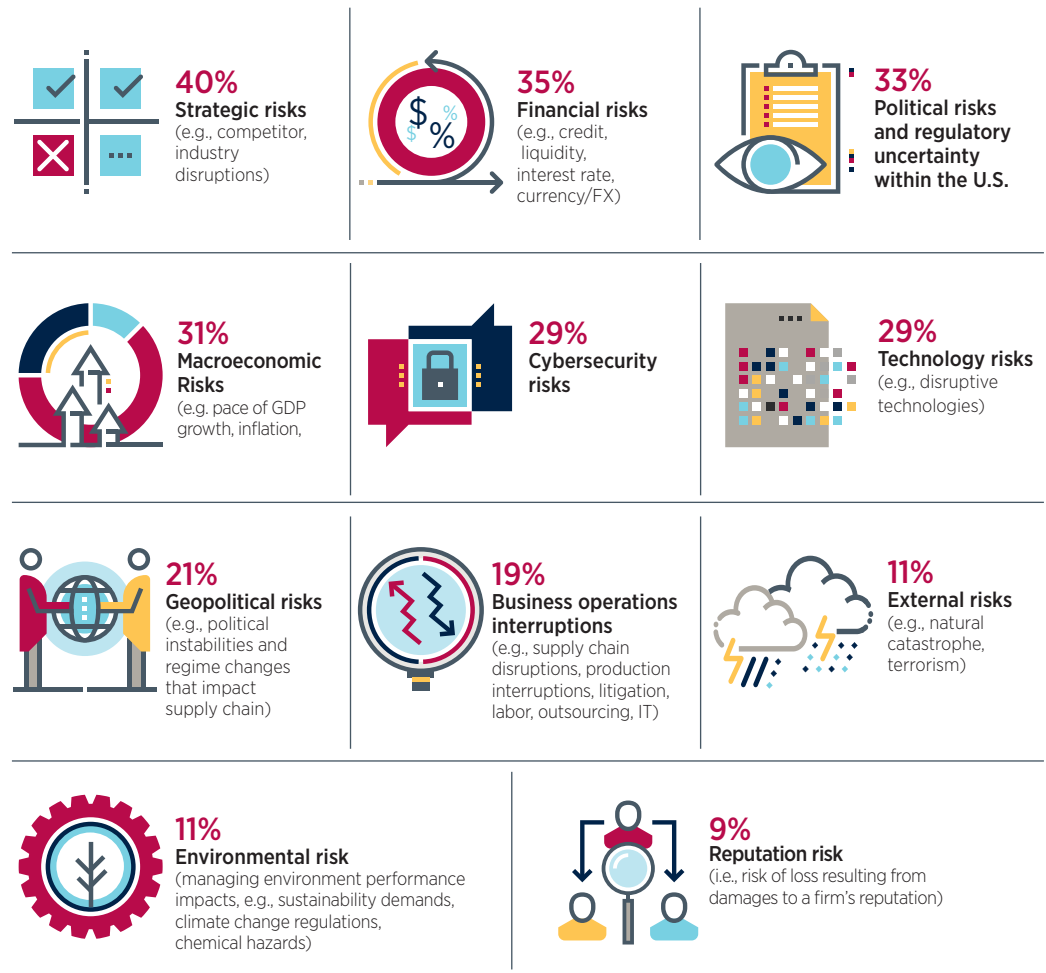 40%
Strategic risks
(e.g., competitor,
industry
disruptions)
$
%
$
%
35%
Financial risks
(e.g., credit,
liquidity,
interest rate,
currency/FX)
33%
Political risks
and regulatory
uncertainty
within the U.S.
31%
Macroeconomic
Risks
(e.g. pace of GDP
growth, inflation,
29%
Cybersecurity
risks
29%
Technology risks
(e.g., disruptive
technologies)
21%
Geopolitical risks
(e.g., political
instabilities and
regime changes
that impact
supply chain)
19%
Business operations
interruptions
(e.g., supply chain
disruptions, production
interruptions, litigation,
labor, outsourcing, IT)
11%
External risks
(e.g., natural
catastrophe,
terrorism)
11%
Environmental risk
(managing environment performance
impacts, e.g., sustainability demands,
climate change regulations,
chemical hazards)
9%
Reputation risk
(i.e., risk of loss resulting from
damages to a firm's reputation)